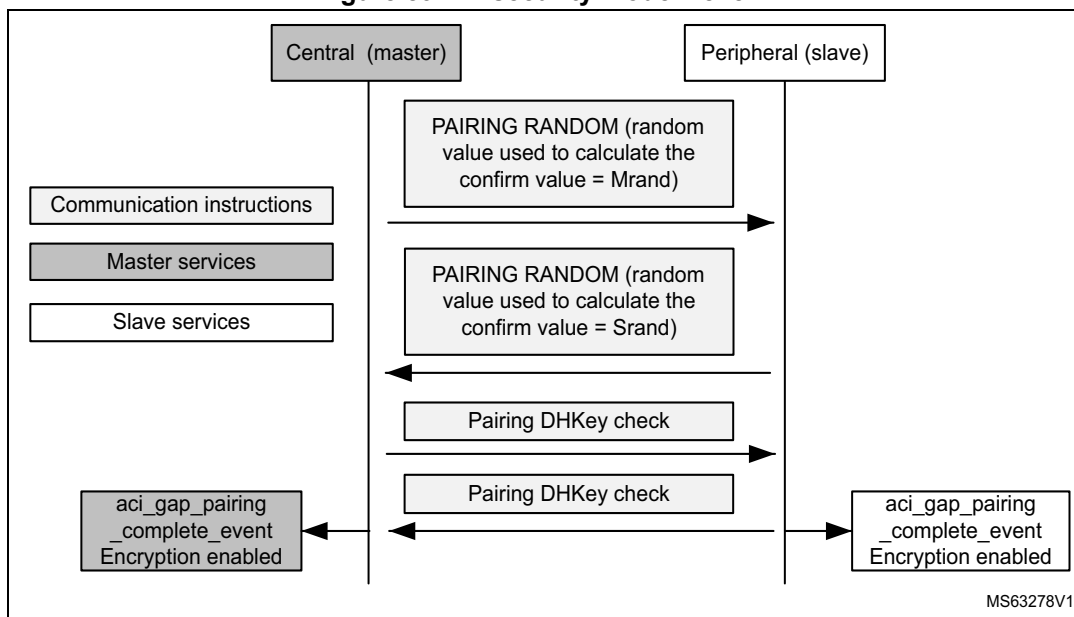 Central (master)
Peripheral (slave)
PAIRING RANDOM (random
value used to calculate the
confirm value = Mrand)
Communication instructions
Master services
Slave services
PAIRING RANDOM (random
value used to calculate the
confirm value = Srand)
Pairing DHKey check
Pairing DHKey check
aci_gap_pairing
_complete_event
Encryption enabled
aci_gap_pairing
_complete_event
Encryption enabled
MS63278V1